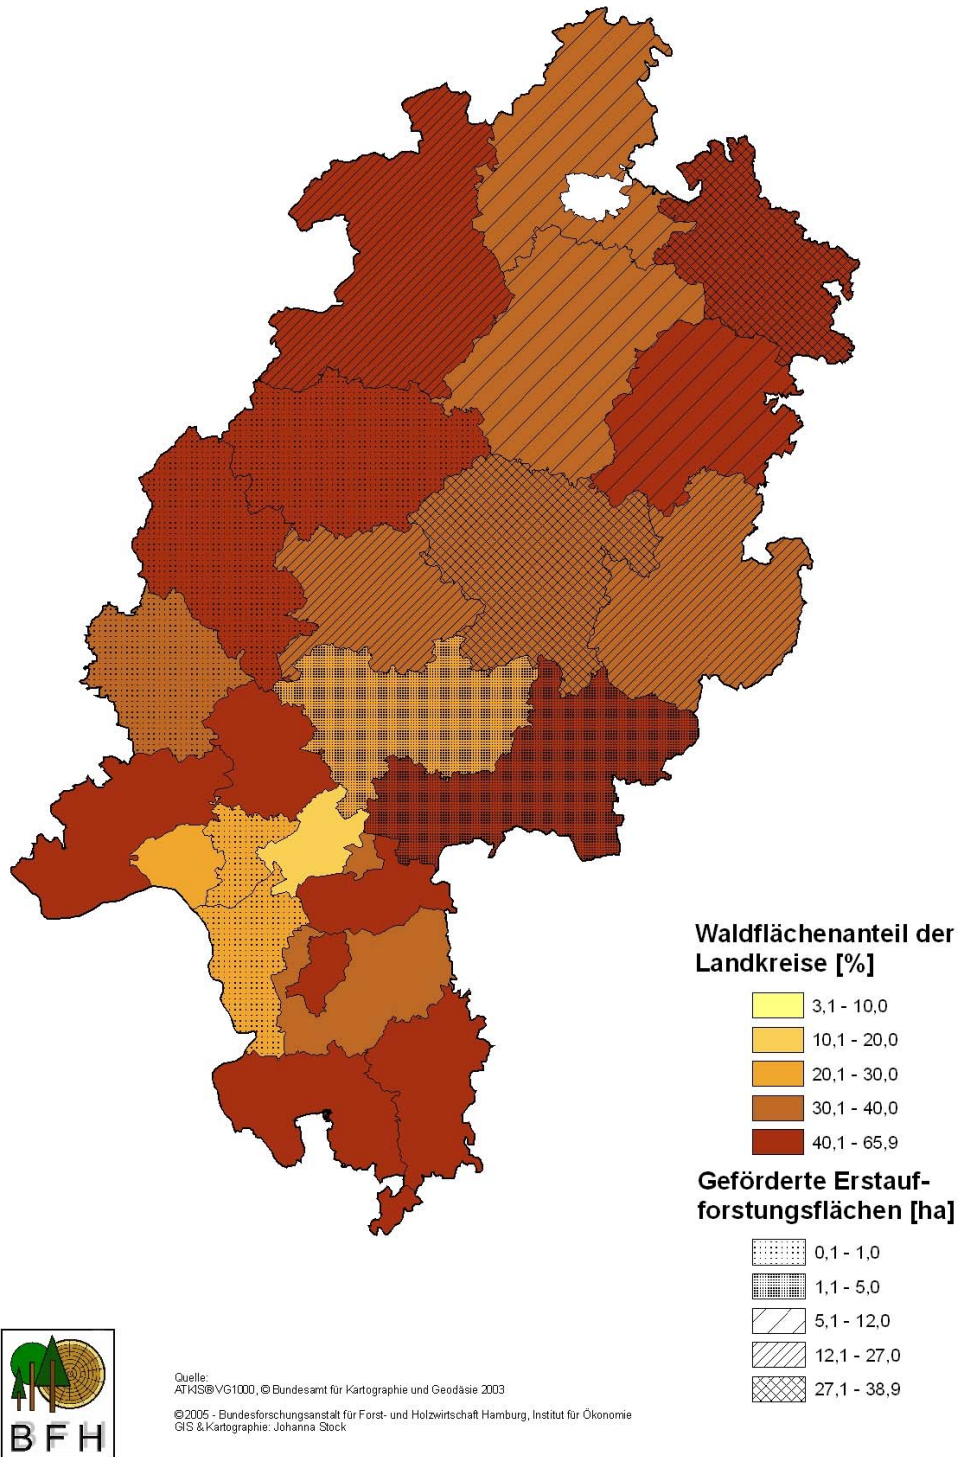 Waldflächenanteil der
Landkreise [%]
3,1 - 10,0
10,1 - 20,0
20,1 - 30,0
30,1 - 40,0
40,1 - 65,9
Geförderte Erstauf-
forstungsflächen [ha]
0,1 - 1,0
1,1 - 5,0
5,1 - 12,0
12,1 - 27,0
27,1 - 38,9
BFH
Quelle:
ATKIS®VG1000, © Bundesamt für Kartographie und Geodäsie 2003
©2005 - Bundesforschungsanstalt für Forst- und Holzwirtschaft Hamburg, Institut für Ökonomie
GIS & Kartographie: Johanna Stock